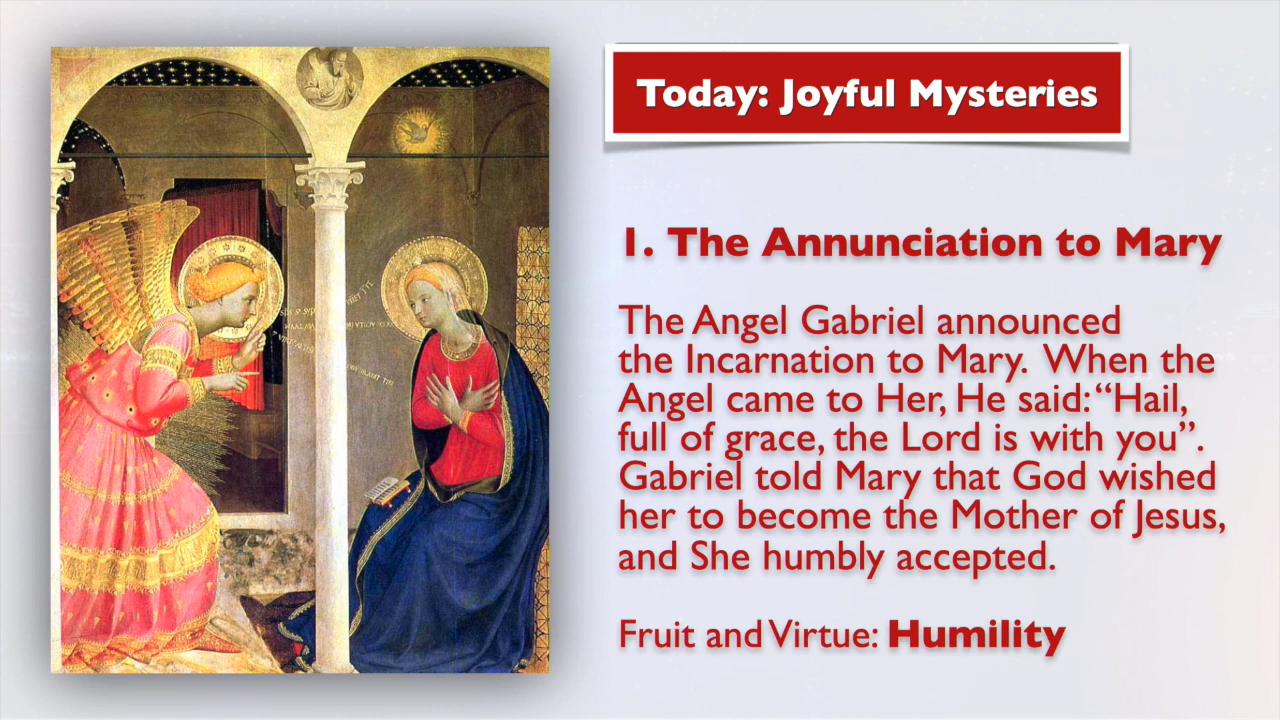 Today: Joyful Mysteries
1. The Annunciation to Mary
The Angel Gabriel announced
the Incarnation to Mary. When the
Angel came to Her, He said: “Hail,
full of grace, the Lord is with you”.
Gabriel told Mary that God wished
her to become the Mother of Jesus,
and She humbly accepted.
Fruit and Virtue: Humility